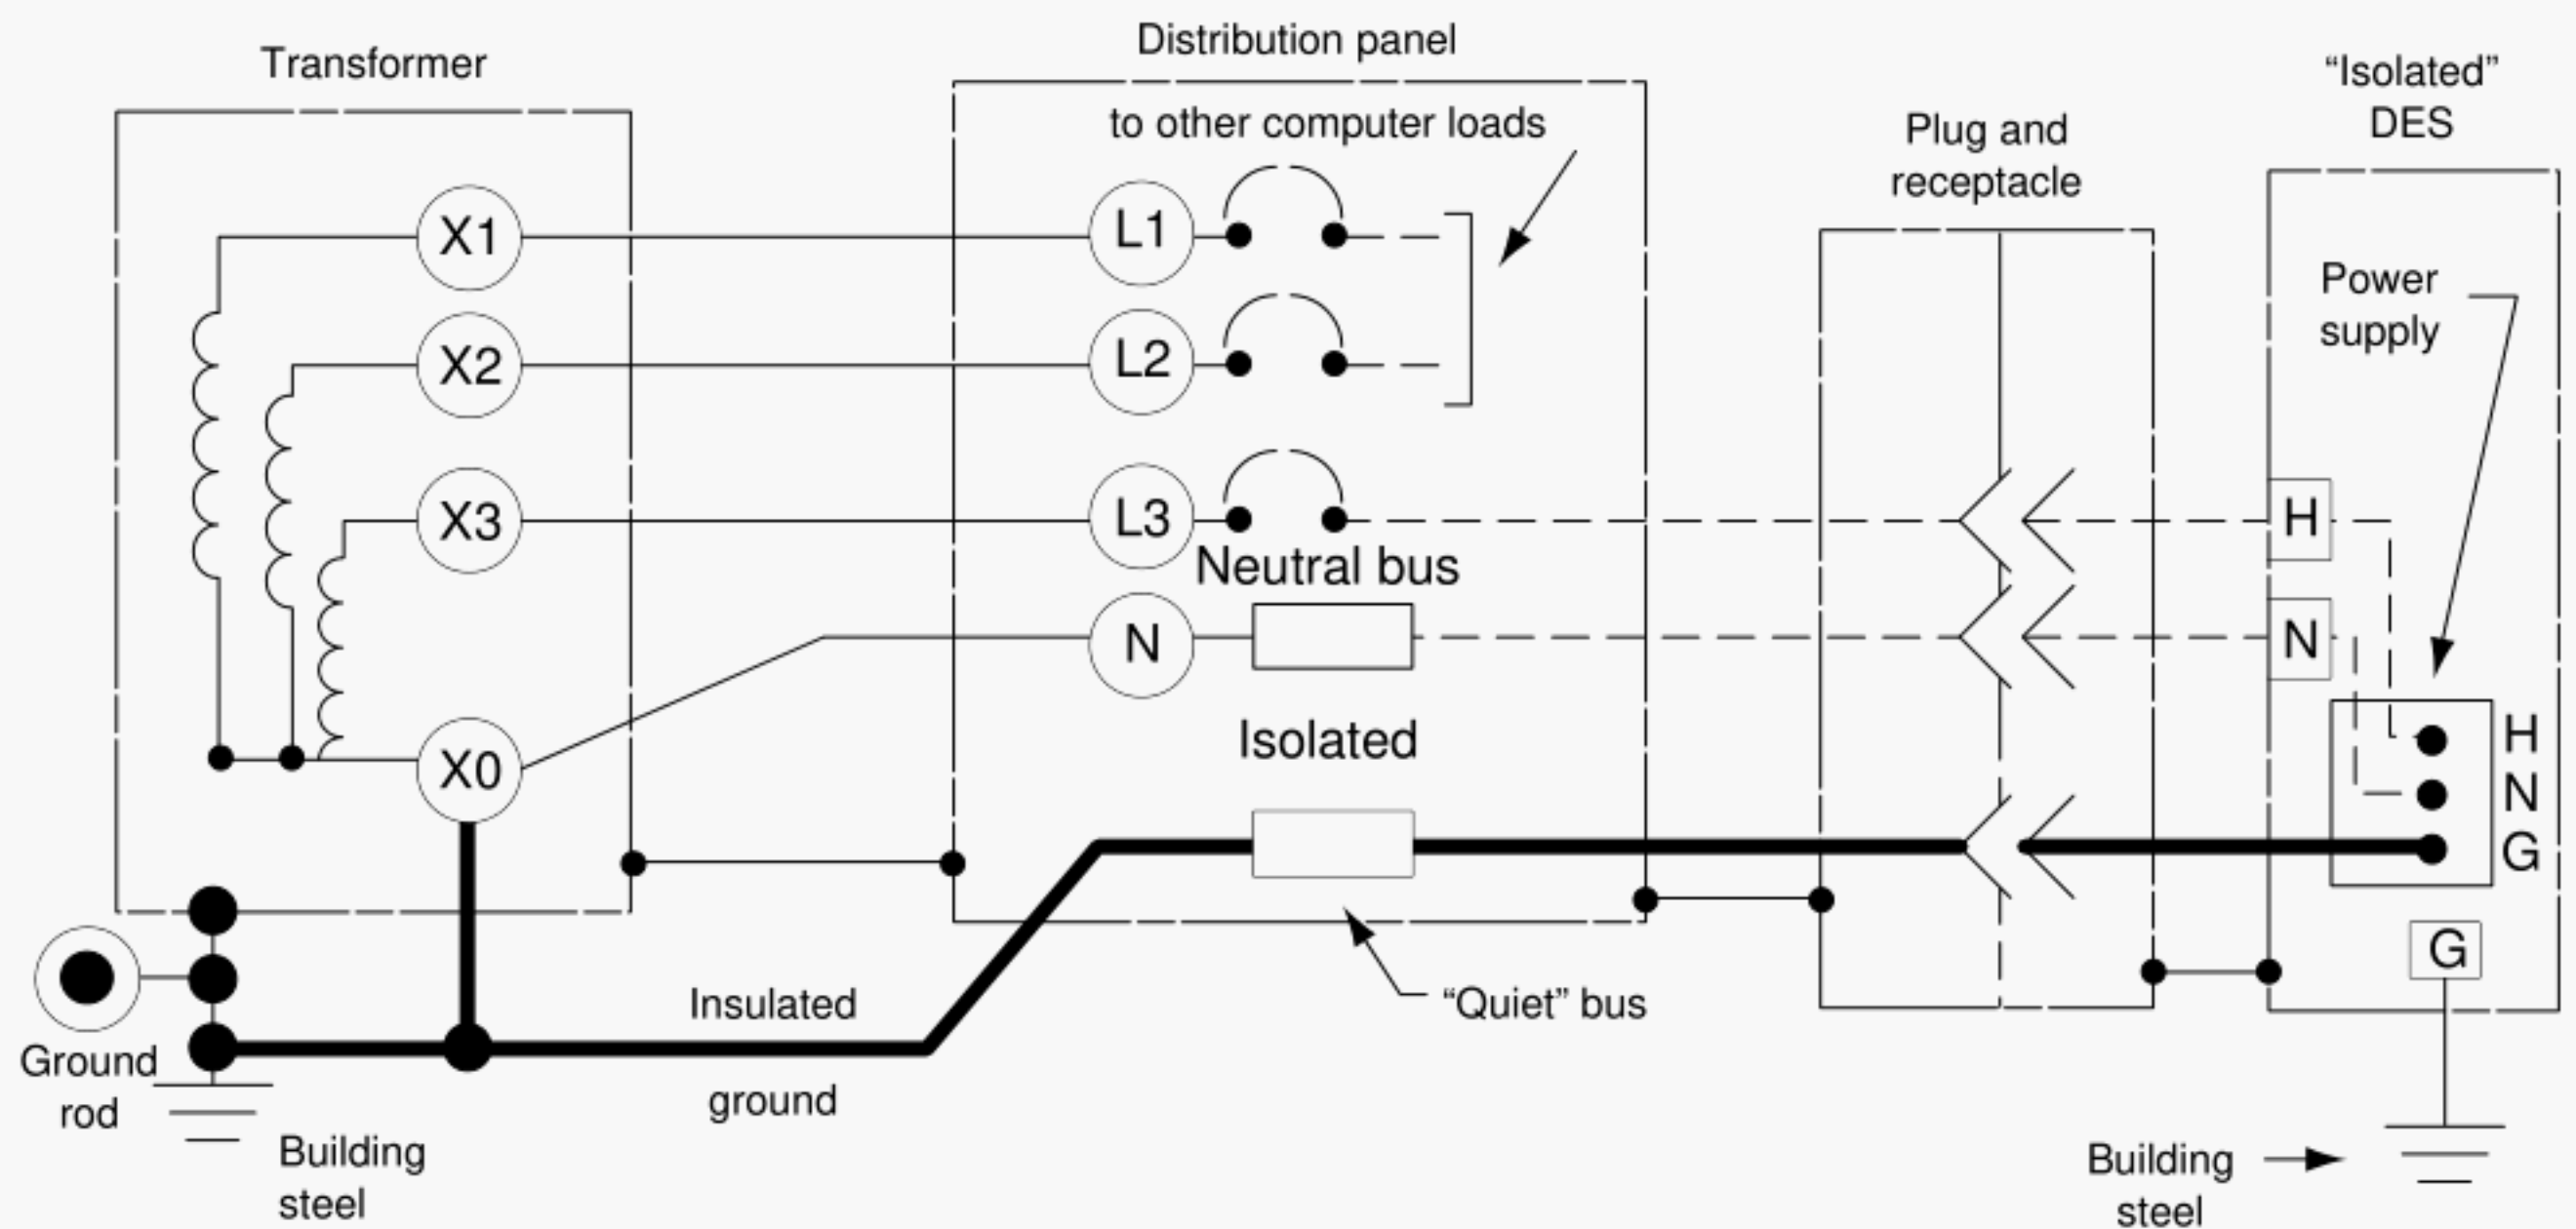 Transformer
Distribution panel
to other computer loads
Plug and
receptacle
“Isolated”
DES
Power
supply
X1
L1
X2
L2
X3
L3
H
Neutral bus
N
N
X0
Isolated
H
N
G
G
Insulated
ground
“Quiet” bus
Ground
rod
Building
steel
Building
steel